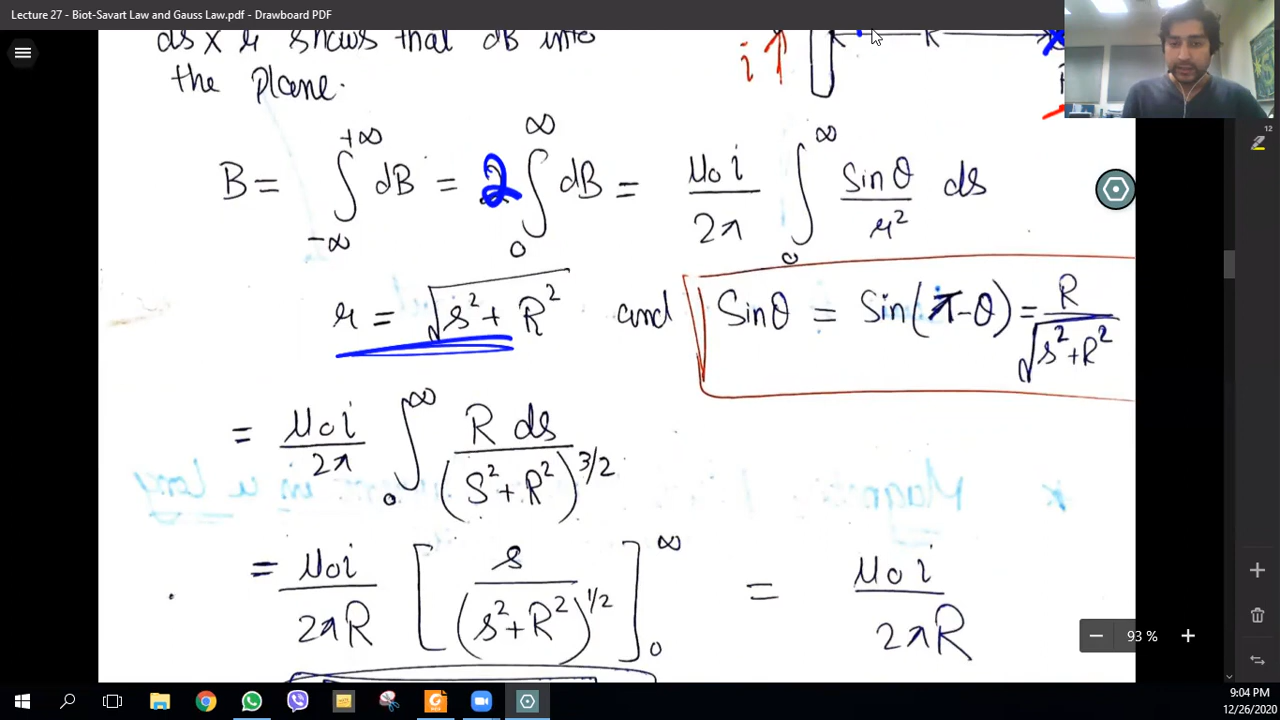 Lecture 27 - Biot-Savart Law and Gauss Law.pdf - Drawboard PDF
ds x r shows that dB into
the plane.
i R
B = ∫_{-∞}^{+∞} dB = 2 ∫_0^∞ dB = μ₀i/2π ∫_0^∞ Sinθ/r² ds
r = √(s²+R²) and Sinθ = Sin(π-θ) = R/√(s²+R²)
= μ₀i/2π ∫_0^∞ R ds/(s²+R²)^{3/2}
= μ₀i/2πR [s/(s²+R²)^{1/2}]_0^∞ = μ₀i/2πR
12
93 %
9:04 PM
12/26/2020